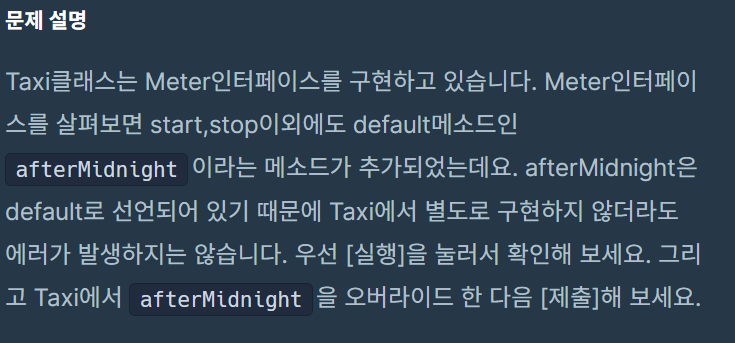 문제 설명
Taxi클래스는 Meter인터페이스를 구현하고 있습니다. Meter인터페이
스를 살펴보면 start,stop이외에도 default메소드인
afterMidnight 이라는 메소드가 추가되었는데요. afterMidnight은
default로 선언되어 있기 때문에 Taxi에서 별도로 구현하지 않더라도
에러가 발생하지는 않습니다. 우선 [실행]을 눌러서 확인해 보세요. 그리
고 Taxi에서 afterMidnight 을 오버라이드 한 다음 [제출]해 보세요.